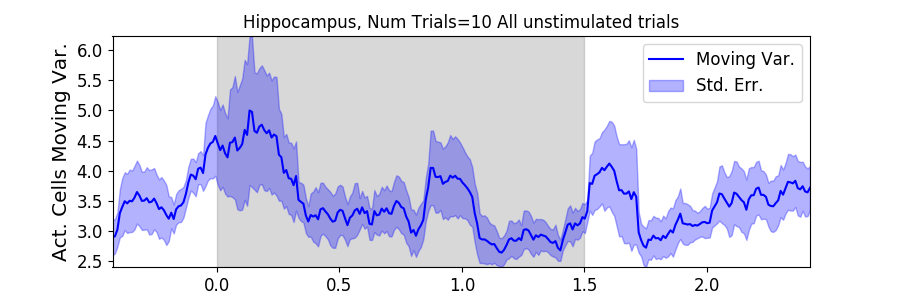 Hippocampus, Num Trials=10 All unstimulated trials
Act. Cells Moving Var.
6.0
5.5
5.0
4.5
4.0
3.5
3.0
2.5
Moving Var.
Std. Err.
0.0 0.5 1.0 1.5 2.0